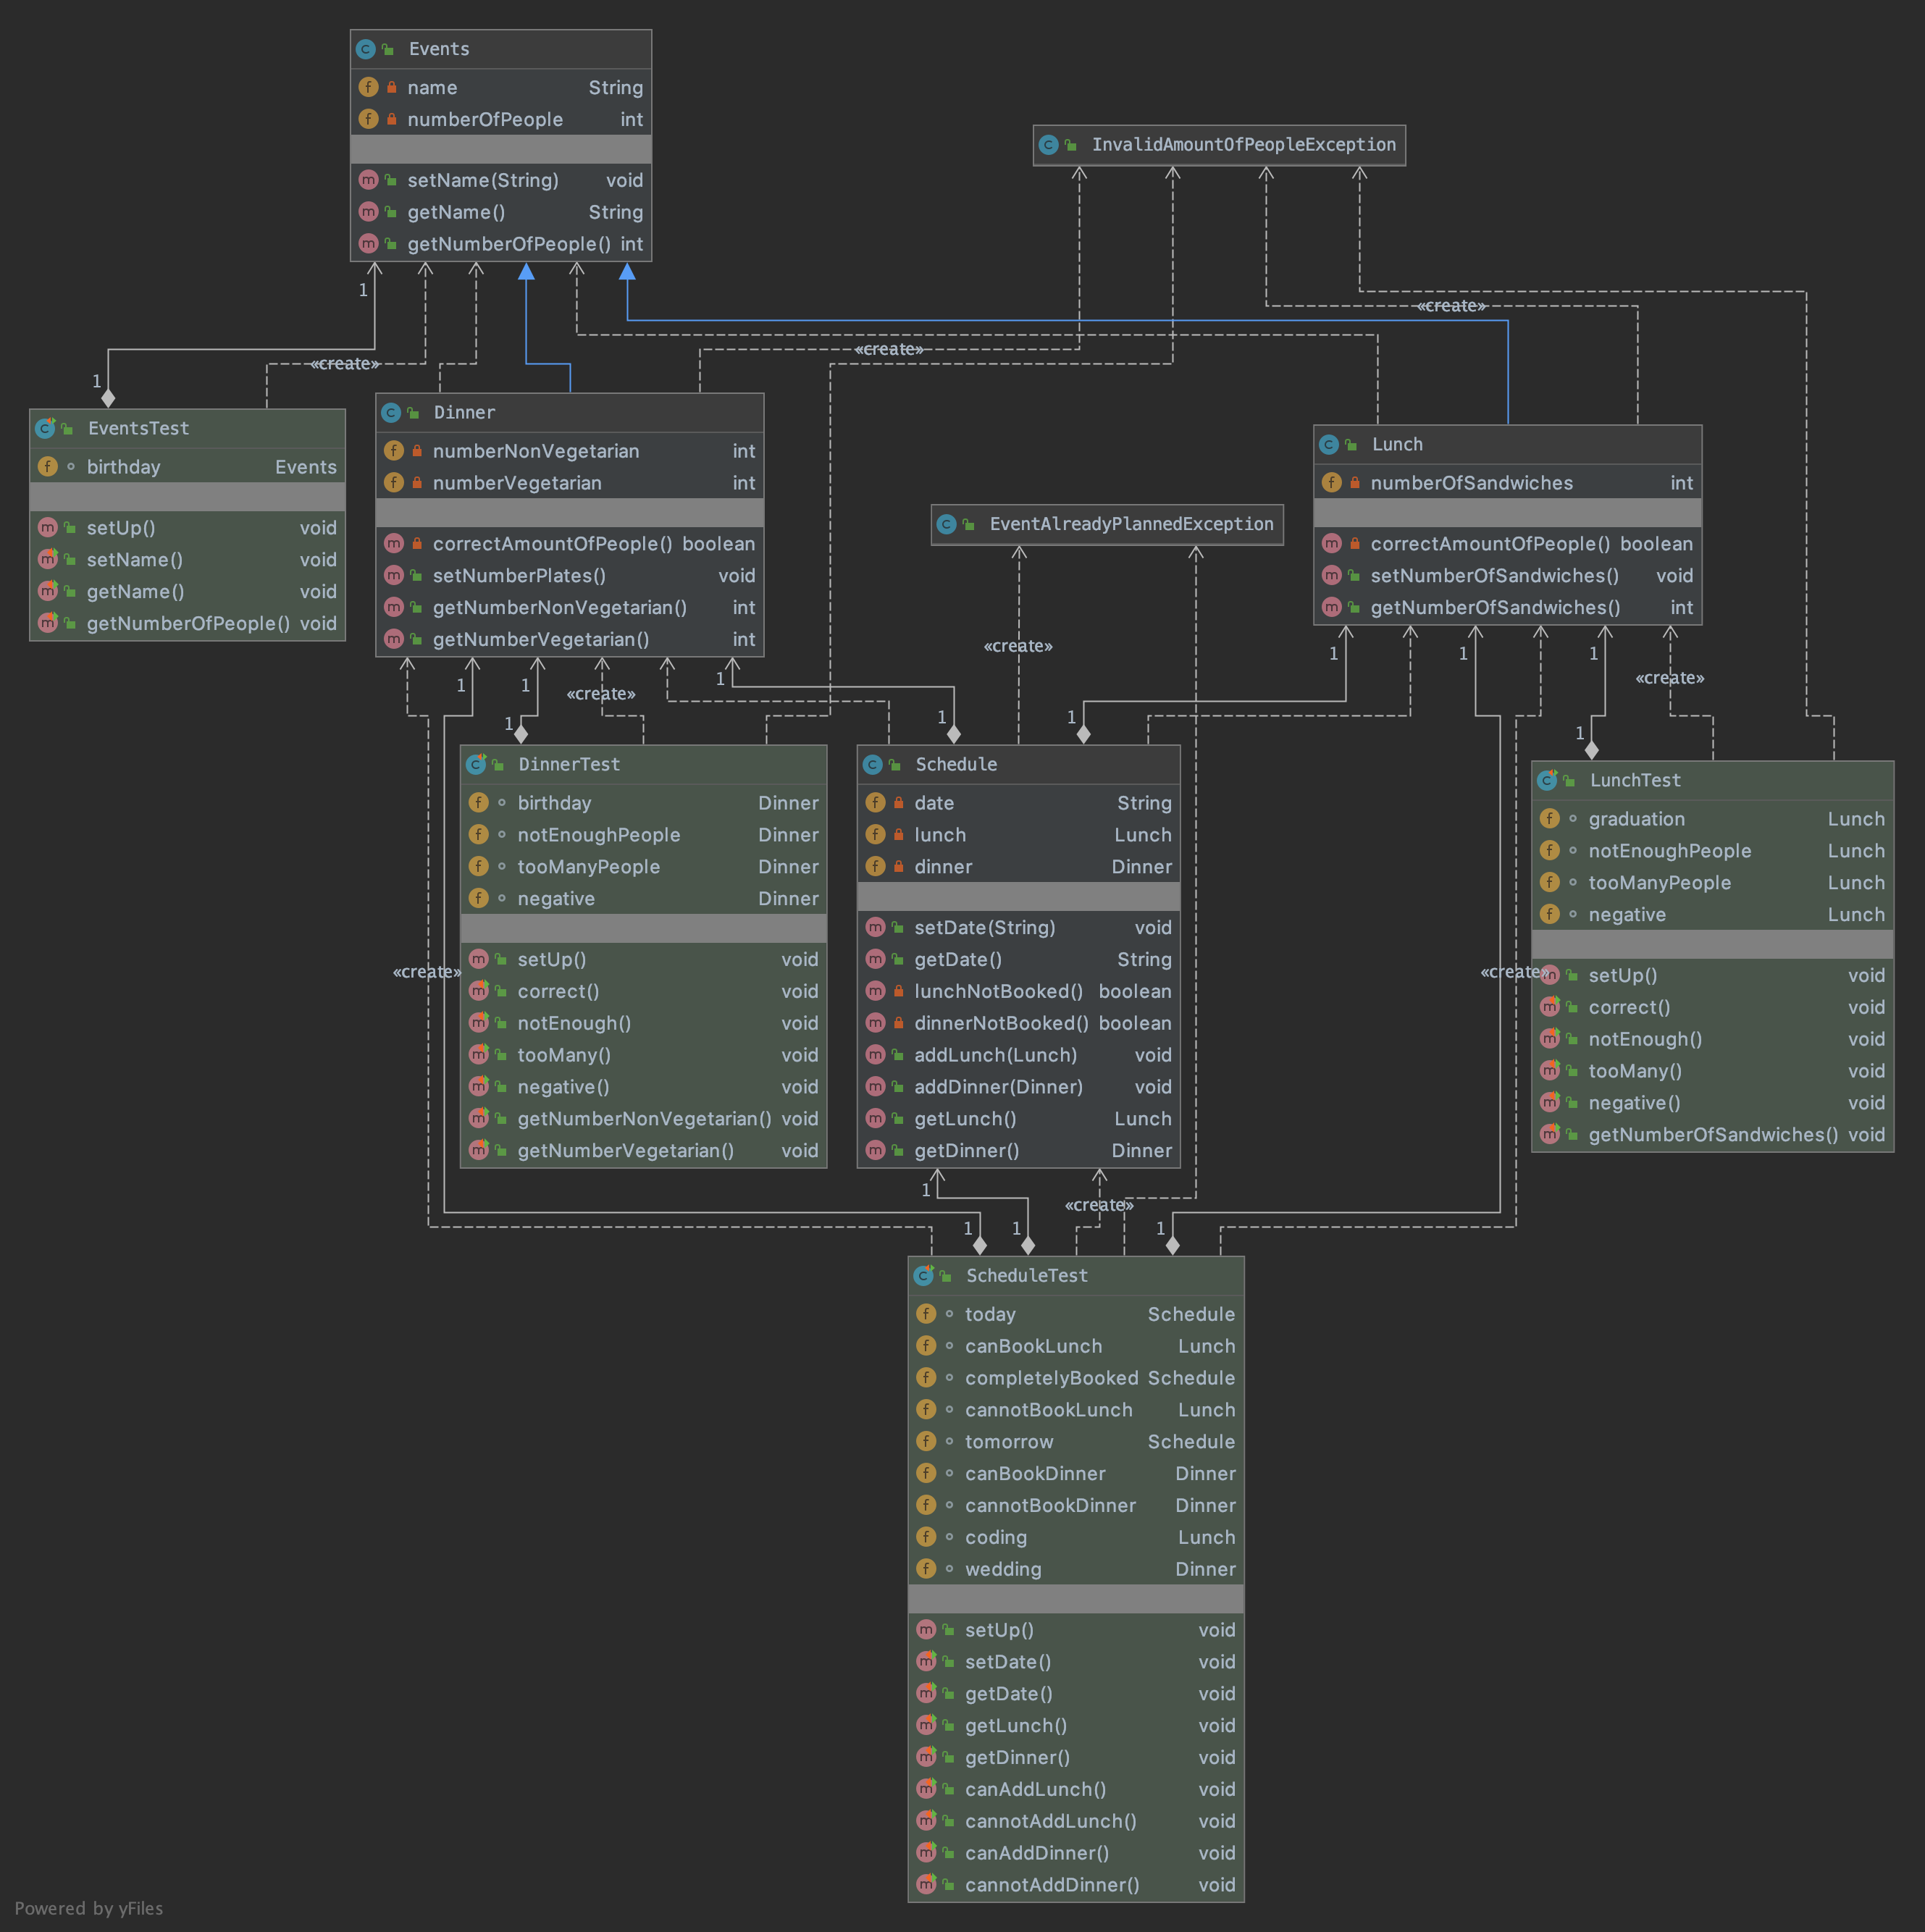 Events
name String
numberOfPeople int
setName(String) void
getName() String
getNumberOfPeople() int
InvalidAmountOfPeopleException
1
«create»
«create»
«create»
1
EventsTest
birthday Events
setUp() void
setName() void
getName() void
getNumberOfPeople() void
Dinner
numberNonVegetarian int
numberVegetarian int
correctAmountOfPeople() boolean
setNumberPlates() void
getNumberNonVegetarian() int
getNumberVegetarian() int
EventAlreadyPlannedException
Lunch
numberOfSandwiches int
correctAmountOfPeople() boolean
setNumberOfSandwiches() void
getNumberOfSandwiches() int
«create»
1
1
1
1
1
1
«create»
«create»
1
1
1
1
DinnerTest
birthday Dinner
notEnoughPeople Dinner
tooManyPeople Dinner
negative Dinner
setUp() void
correct() void
notEnough() void
tooMany() void
negative() void
getNumberNonVegetarian() void
getNumberVegetarian() void
Schedule
date String
lunch Lunch
dinner Dinner
setDate(String) void
getDate() String
lunchNotBooked() boolean
dinnerNotBooked() boolean
addLunch(Lunch) void
addDinner(Dinner) void
getLunch() Lunch
getDinner() Dinner
LunchTest
graduation Lunch
notEnoughPeople Lunch
tooManyPeople Lunch
negative Lunch
setUp() void
correct() void
notEnough() void
tooMany() void
negative() void
getNumberOfSandwiches() void
«create»
«create»
1
«create»
1
1
1
ScheduleTest
today Schedule
canBookLunch Lunch
completelyBooked Schedule
cannotBookLunch Lunch
tomorrow Schedule
canBookDinner Dinner
cannotBookDinner Dinner
coding Lunch
wedding Dinner
setUp() void
setDate() void
getDate() void
getLunch() void
getDinner() void
canAddLunch() void
cannotAddLunch() void
canAddDinner() void
cannotAddDinner() void
Powered by yFiles